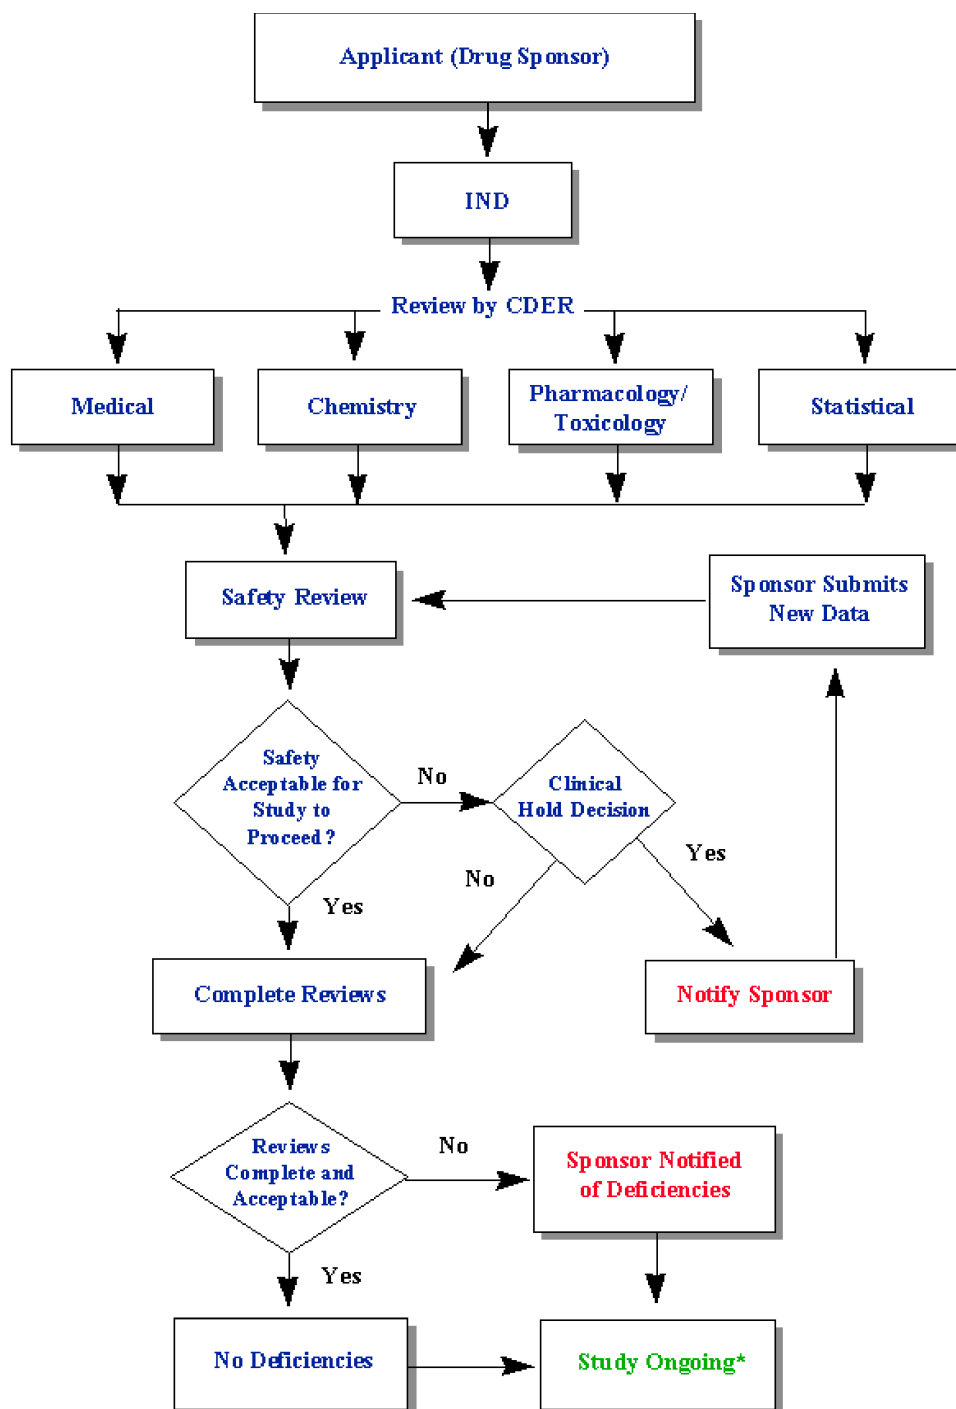 Applicant (Drug Sponsor)
IND
Review by CDER
Medical
Chemistry
Pharmacology/
Toxicology
Statistical
Safety Review
Sponsor Submits
New Data
Safety
Acceptable for
Study to
Proceed?
No
Clinical
Hold Decision
Yes
No
Yes
Complete Reviews
Notify Sponsor
Reviews
Complete and
Acceptable?
No
Sponsor Notified
of Deficiencies
Yes
No Deficiencies
Study Ongoing*